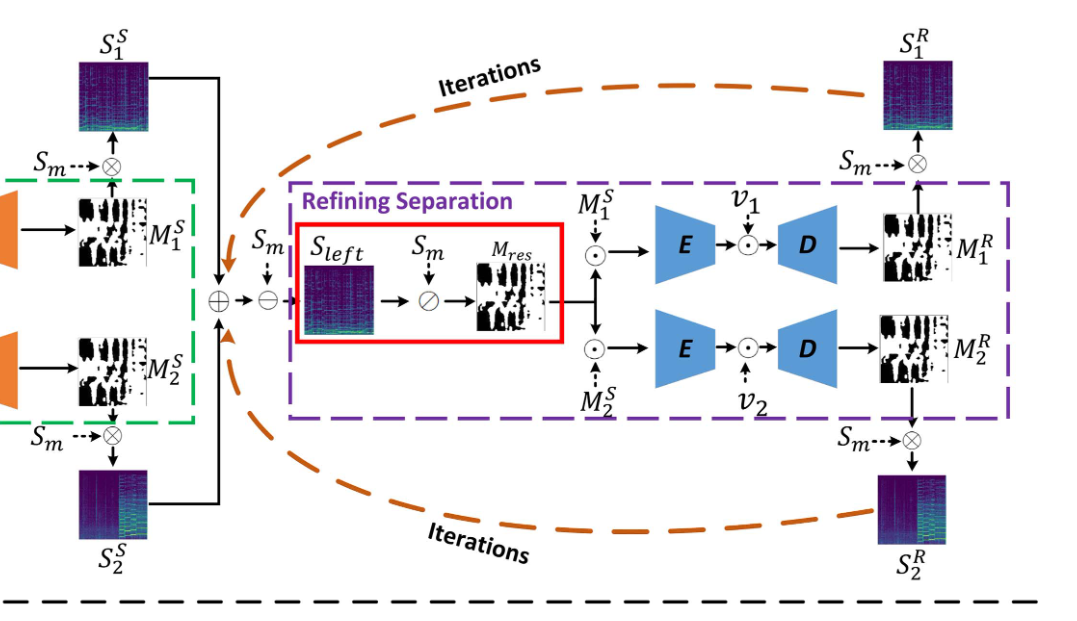 S_1^S
S_1^R
Iterations
S_m
S_m
Refining Separation
M_1^S
M_1^S
v_1
S_m
S_left
S_m
M_res
E
D
M_1^R
M_2^S
E
D
M_2^R
M_2^S
v_2
S_m
S_m
Iterations
S_2^S
S_2^R